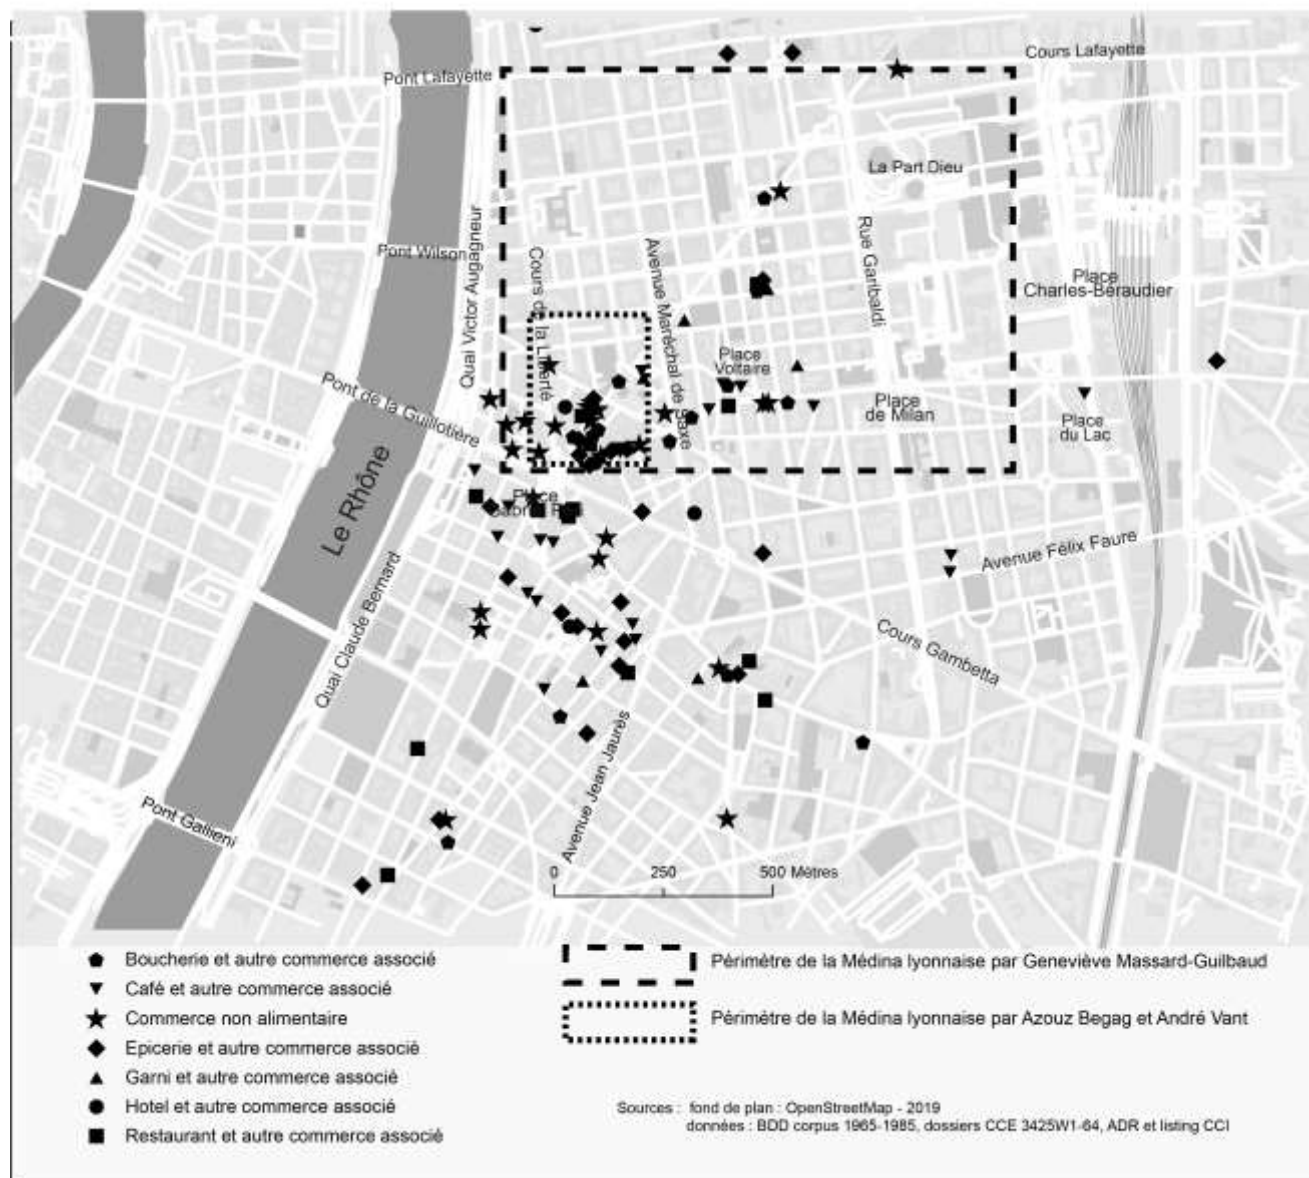 Cours Lafayette
Pont Lafayette
La Part Dieu
Quai Victor Augagneur
Pont Wilson
Cours de la Liberté
Avenue Maréchal de Saxe
Rue Garibaldi
Place
Charles-Béraudier
Place
Voltaire
Place
de Milan
Place
du Lac
Pont de la Guillotière
Le Rhône
Place
Avenue Félix Faure
Quai Claude Bernard
Cours Gambetta
Avenue Jean Jaurès
Pont Gallieni
0 250 500 Mètres
Boucherie et autre commerce associé
Café et autre commerce associé
Commerce non alimentaire
Epicerie et autre commerce associé
Garni et autre commerce associé
Hotel et autre commerce associé
Restaurant et autre commerce associé
Périmètre de la Médina lyonnaise par Geneviève Massard-Guilbaud
Périmètre de la Médina lyonnaise par Azouz Begag et André Vant
Sources : fond de plan : OpenStreetMap - 2019
données : BDD corpus 1965-1985, dossiers CCE 3425W1-64, ADR et listing CCI